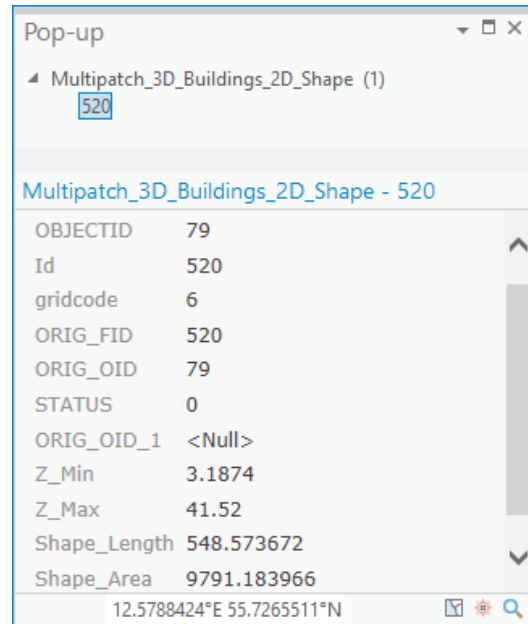 Pop-up
Multipatch_3D_Buildings_2D_Shape (1)
520
Multipatch_3D_Buildings_2D_Shape - 520
OBJECTID 79
Id 520
gridcode 6
ORIG_FID 520
ORIG_OID 79
STATUS 0
ORIG_OID_1 <Null>
Z_Min 3.1874
Z_Max 41.52
Shape_Length 548.573672
Shape_Area 9791.183966
12.5788424°E 55.7265511°N